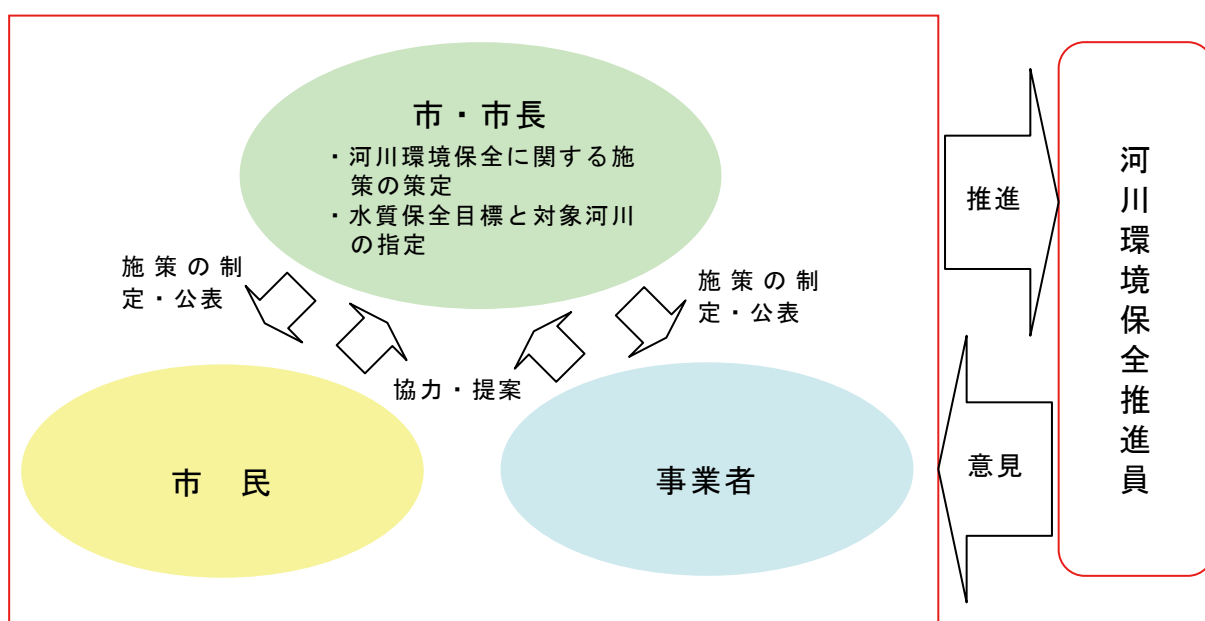 市・市長
・河川環境保全に関する施
策の策定
・水質保全目標と対象河川
の指定
施策の制
定・公表
施策の制
定・公表
協力・提案
市　民
事業者
推進
意見
河川環境保全推進員